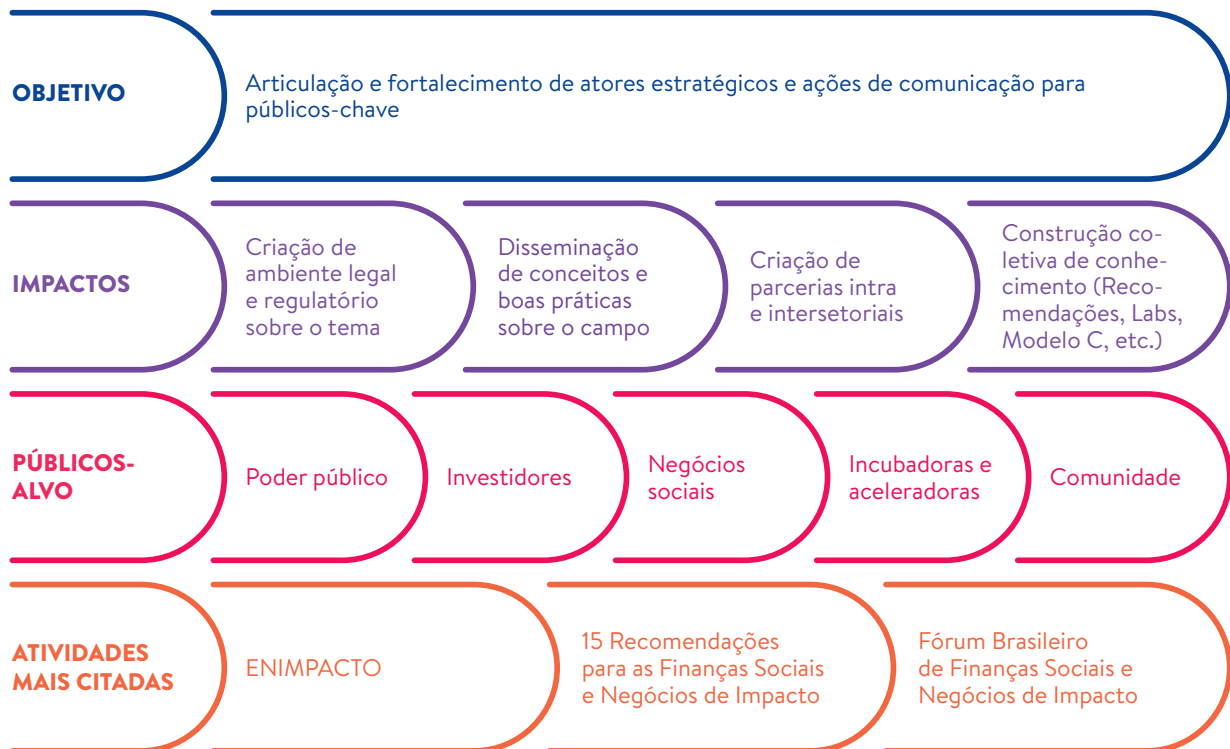 OBJETIVO
Articulação e fortalecimento de atores estratégicos e ações de comunicação para
públicos-chave
IMPACTOS
Criação de
ambiente legal
e regulatório
sobre o tema
Disseminação
de conceitos e
boas práticas
sobre o campo
Criação de
parcerias intra
e intersetoriais
Construção co-
letiva de conhe-
cimento (Reco-
mendações, Labs,
Modelo C, etc.)
PÚBLICOS-
ALVO
Poder público
Investidores
Negócios
sociais
Incubadoras e
aceleradoras
Comunidade
ATIVIDADES
MAIS CITADAS
ENIMPACTO
15 Recomendações
para as Finanças Sociais
e Negócios de Impacto
Fórum Brasileiro
de Finanças Sociais e
Negócios de Impacto